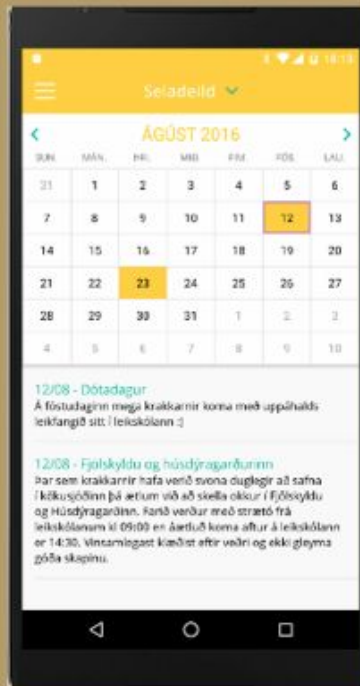 18:13
Seladeild
ÁGÚST 2016
SUN. MÁN. ÞRI. MIÐ. FIM. FÖS. LAU.
31 1 2 3 4 5 6
7 8 9 10 11 12 13
14 15 16 17 18 19 20
21 22 23 24 25 26 27
28 29 30 31 1 2 3
4 5 6 7 8 9 10
12/08 - Dótadagur
Á föstudaginn mega krakkarnir koma með uppáhalds
leikfangið sitt í leikskólann :)
12/08 - Fjölskyldu og húsdýragarðurinn
Þar sem krakkarnir hafa verið svona duglegir að safna
í kökusjóðinn þá ætlum við að skella okkur í Fjölskyldu
og Húsdýragarðinn. Farið verður með strætó frá
leikskólanum kl 09:00 en áætluð koma aftur á leikskólann
er 14:30. Vinsamlegast klæðist eftir veðri og ekki gleyma
góða skapinu.